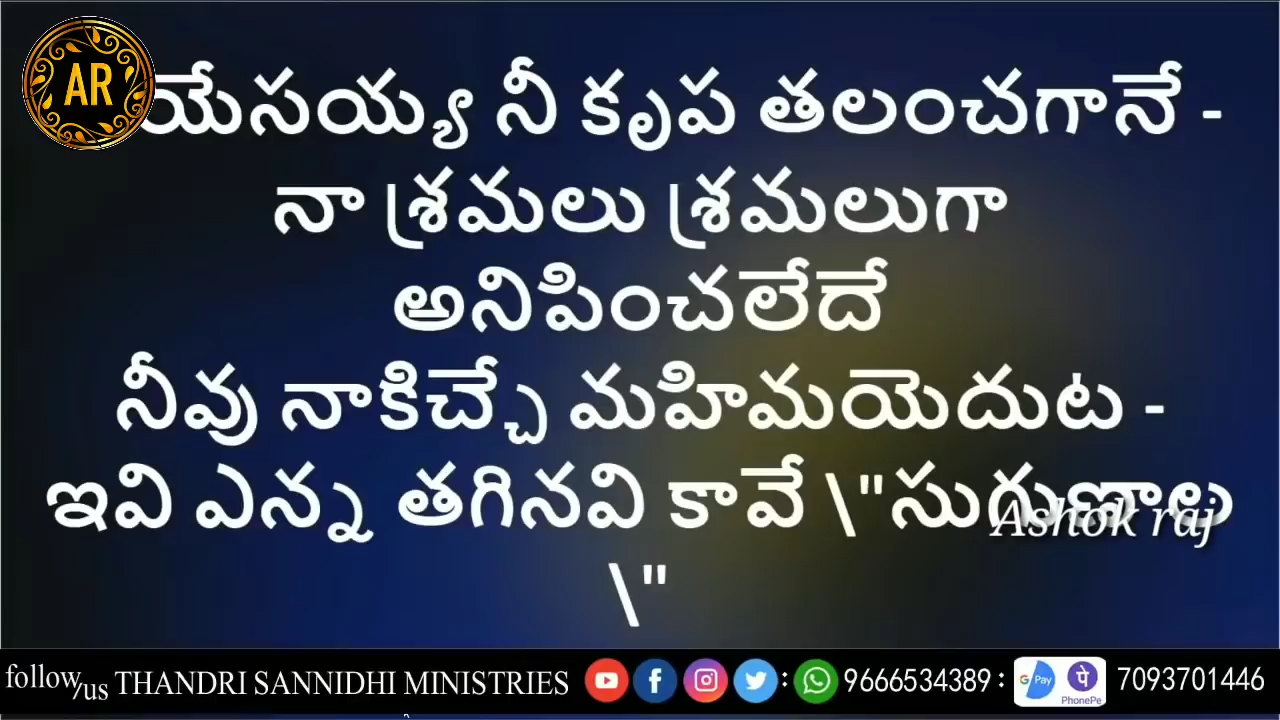 AR
యేసయ్య నీ కృప తలంచగానే -
నా శ్రమలు శ్రమలుగా
అనిపించలేదే
నీవు నాకిచ్చే మహిమయెదుట -
ఇవి ఎన్న తగినవి కావే \"సుగుణాల
\"
Ashok raj
follow us THANDRI SANNIDHI MINISTRIES : 9666534389 : G Pay PhonePe 7093701446